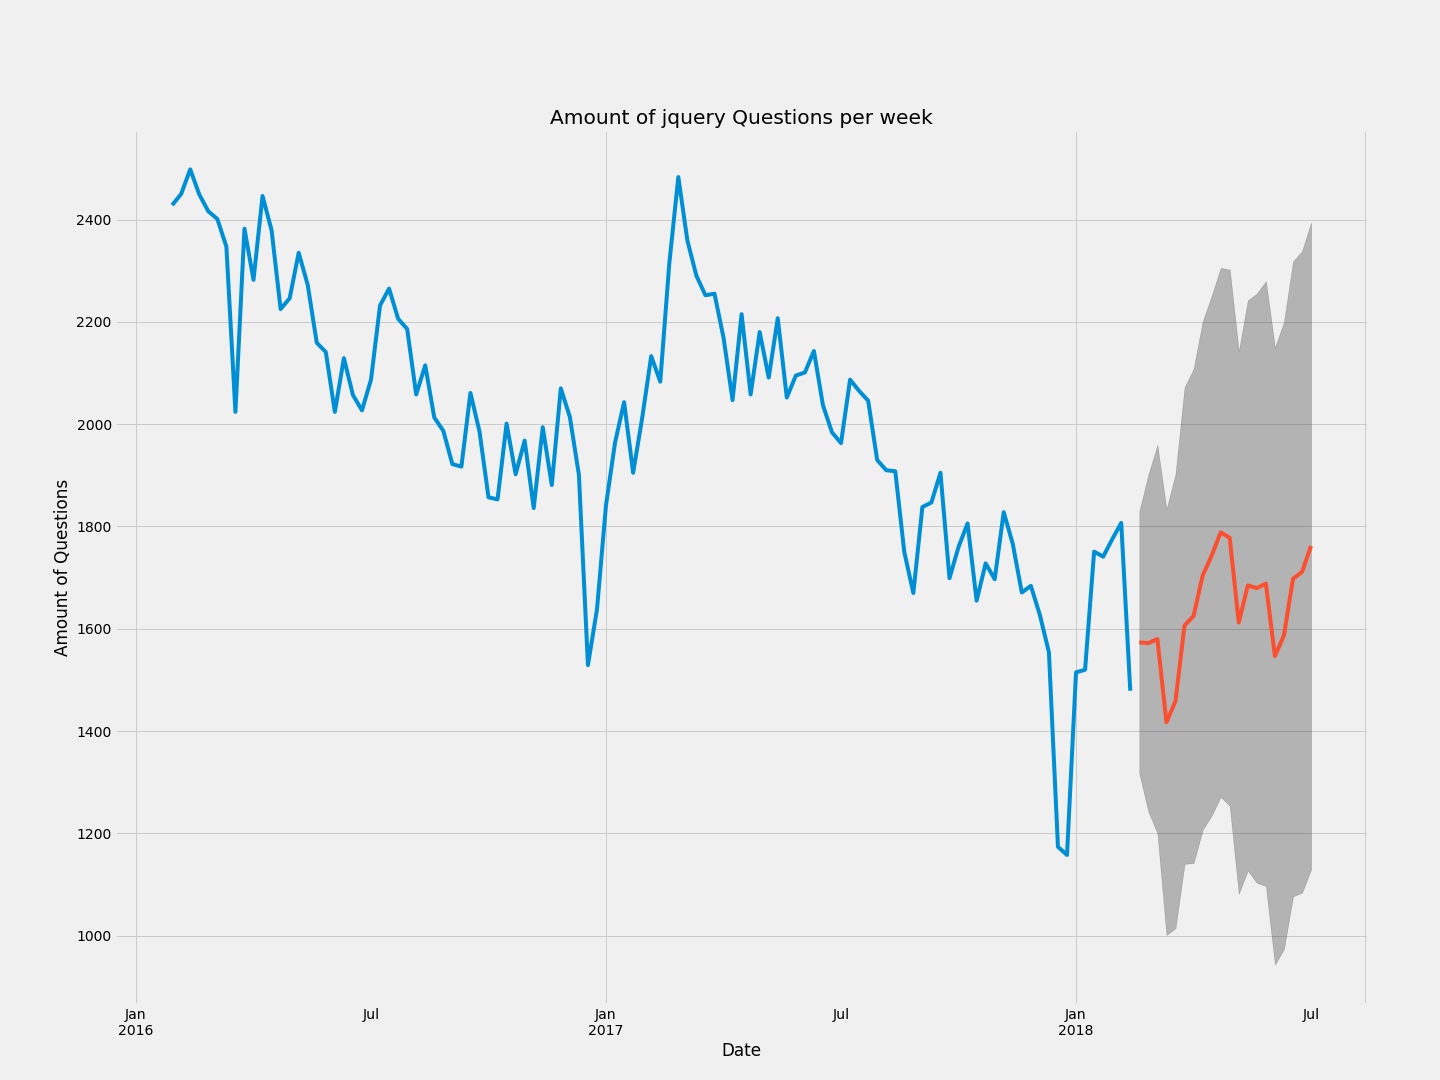 Amount of jquery Questions per week
Amount of Questions
2400
2200
2000
1800
1600
1400
1200
1000
Jan
2016
Jul
Jan
2017
Jul
Jan
2018
Jul
Date